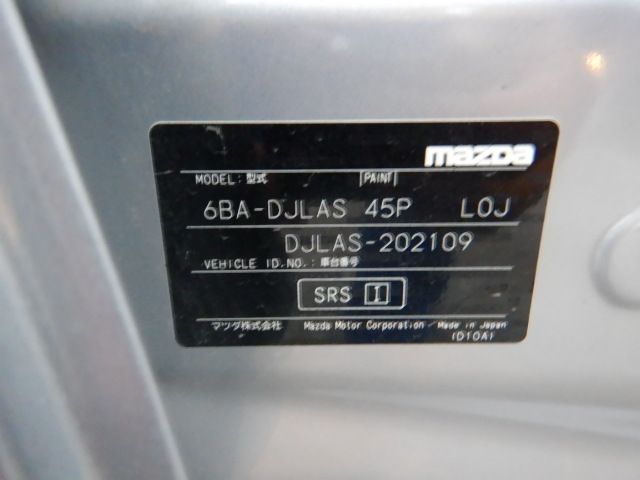 mazda
MODEL: 型式 PAINT
6BA-DJLAS 45P L0J
DJLAS-202109
VEHICLE ID.NO.: 車台番号
SRS I
マツダ株式会社 Mazda Motor Corporation / Made in Japan
(D10A)